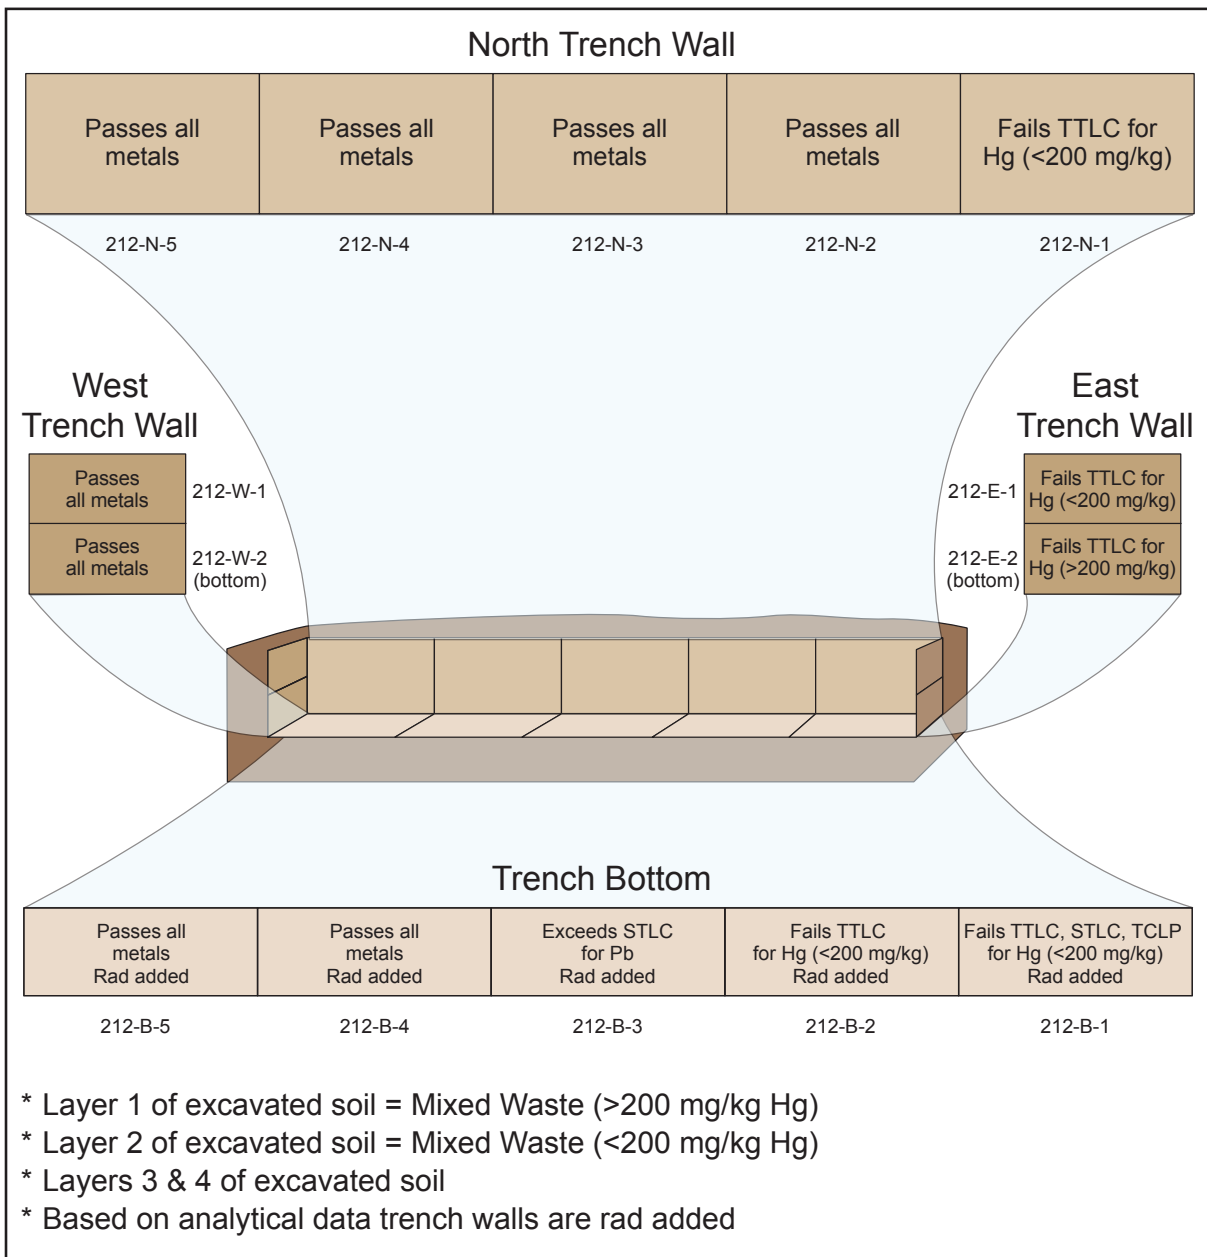 North Trench Wall
Passes all
metals
Passes all
metals
Passes all
metals
Passes all
metals
Fails TTLC for
Hg (<200 mg/kg)
212-N-5
212-N-4
212-N-3
212-N-2
212-N-1
West
Trench Wall
Passes
all metals
212-W-1
Passes
all metals
212-W-2
(bottom)
East
Trench Wall
212-E-1
Fails TTLC for
Hg (<200 mg/kg)
212-E-2
(bottom)
Fails TTLC for
Hg (>200 mg/kg)
Trench Bottom
Passes all
metals
Rad added
Passes all
metals
Rad added
Exceeds STLC
for Pb
Rad added
Fails TTLC
for Hg (<200 mg/kg)
Rad added
Fails TTLC, STLC, TCLP
for Hg (<200 mg/kg)
Rad added
212-B-5
212-B-4
212-B-3
212-B-2
212-B-1
* Layer 1 of excavated soil = Mixed Waste (>200 mg/kg Hg)
* Layer 2 of excavated soil = Mixed Waste (<200 mg/kg Hg)
* Layers 3 & 4 of excavated soil
* Based on analytical data trench walls are rad added